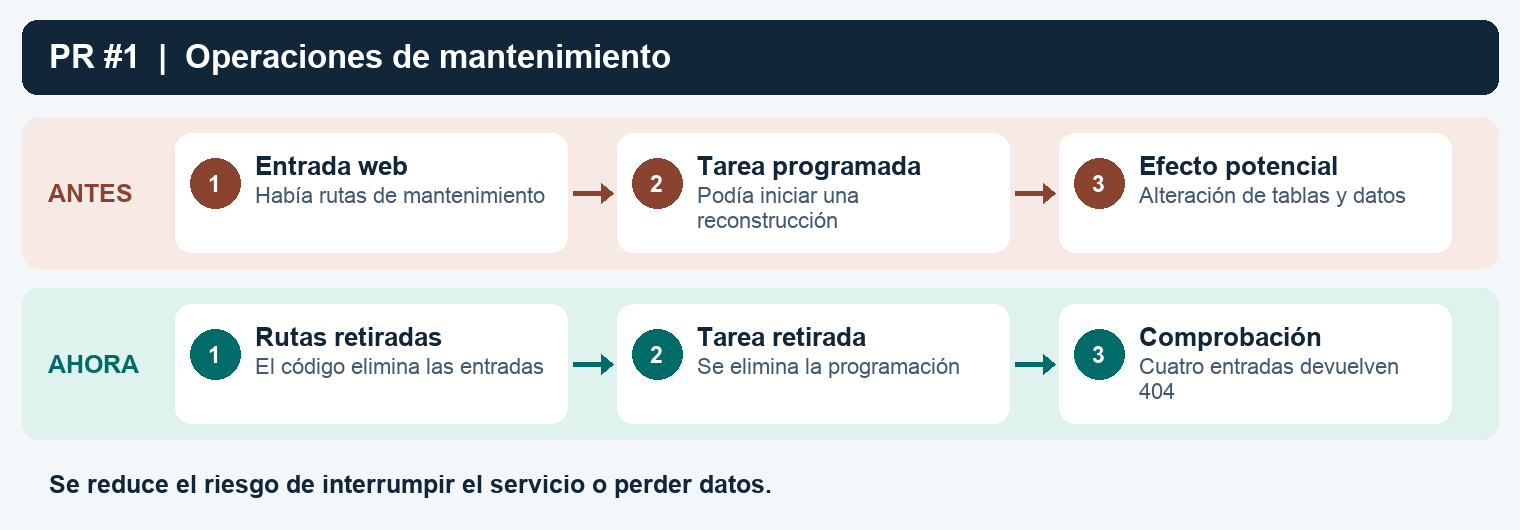 PR #1 | Operaciones de mantenimiento
ANTES
1
Entrada web
Había rutas de mantenimiento
2
Tarea programada
Podía iniciar una
reconstrucción
3
Efecto potencial
Alteración de tablas y datos
AHORA
1
Rutas retiradas
El código elimina las entradas
2
Tarea retirada
Se elimina la programación
3
Comprobación
Cuatro entradas devuelven
404
Se reduce el riesgo de interrumpir el servicio o perder datos.